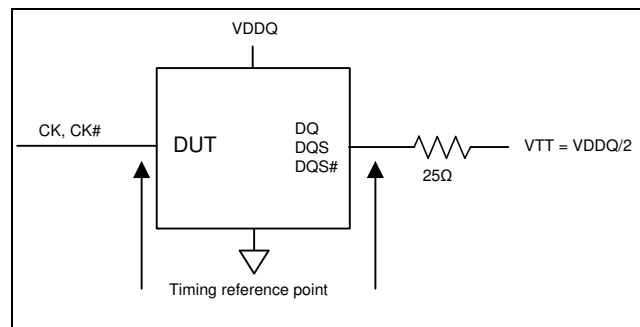 VDDQ
CK, CK#
DUT
DQ
DQS
DQS#
25Ω
VTT = VDDQ/2
Timing reference point